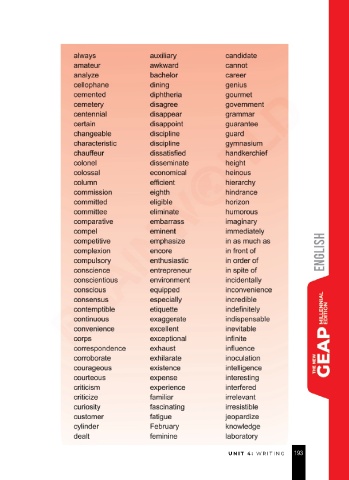 always auxiliary candidate
amateur awkward cannot
analyze bachelor career
cellophane dining genius
cemented diphtheria gourmet
cemetery disagree government
centennial disappear grammar
certain disappoint guarantee
changeable discipline guard
characteristic discipline gymnasium
chauffeur dissatisfied handkerchief
colonel disseminate height
colossal economical heinous
column efficient hierarchy
commission eighth hindrance
committed eligible horizon
committee eliminate humorous
comparative embarrass imaginary
compel eminent immediately
competitive emphasize in as much as
complexion encore in front of
compulsory enthusiastic in order of
conscience entrepreneur in spite of
conscientious environment incidentally
conscious equipped inconvenience
consensus especially incredible
contemptible etiquette indefinitely
continuous exaggerate indispensable
convenience excellent inevitable
corps exceptional infinite
correspondence exhaust influence
corroborate exhilarate inoculation
courageous existence intelligence
courteous expense interesting
criticism experience interfered
criticize familiar irrelevant
curiosity fascinating irresistible
customer fatigue jeopardize
cylinder February knowledge
dealt feminine laboratory
ENGLISH
THE NEW
GEAP
MILLENNIAL
EDITION
UNIT 4: WRITING 193